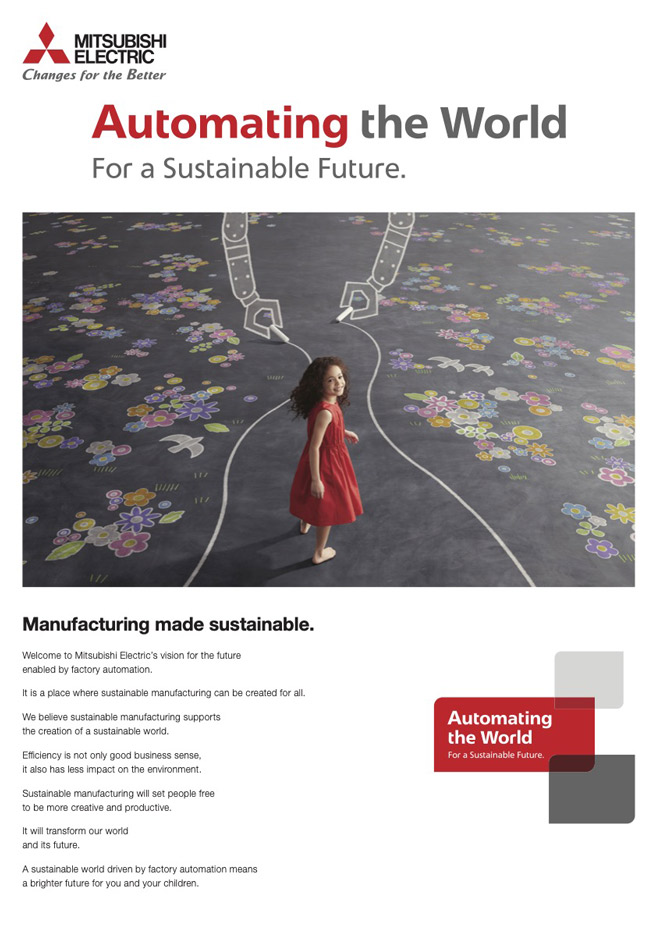 MITSUBISHI
ELECTRIC
Changes for the Better
Automating the World
For a Sustainable Future.
Manufacturing made sustainable.
Welcome to Mitsubishi Electric’s vision for the future
enabled by factory automation.
It is a place where sustainable manufacturing can be created for all.
We believe sustainable manufacturing supports
the creation of a sustainable world.
Efficiency is not only good business sense,
it also has less impact on the environment.
Sustainable manufacturing will set people free
to be more creative and productive.
It will transform our world
and its future.
A sustainable world driven by factory automation means
a brighter future for you and your children.
Automating
the World
For a Sustainable Future.